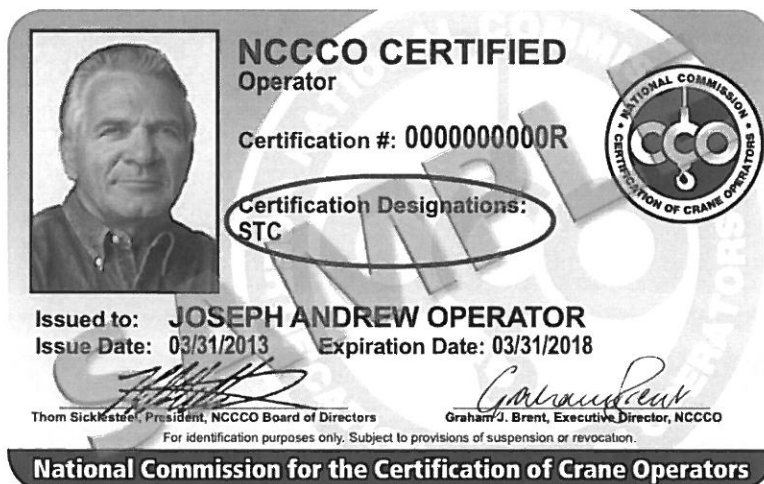 NCCCO CERTIFIED
Operator
Certification #: 0000000000R
Certification Designations:
STC
NATIONAL COMMISSION
CCO
CERTIFICATION OF CRANE OPERATORS
SAMPLE
Issued to: JOSEPH ANDREW OPERATOR
Issue Date: 03/31/2013 Expiration Date: 03/31/2018
Thom Sicklesteel, President, NCCCO Board of Directors
Graham J. Brent, Executive Director, NCCCO
For identification purposes only. Subject to provisions of suspension or revocation.
National Commission for the Certification of Crane Operators